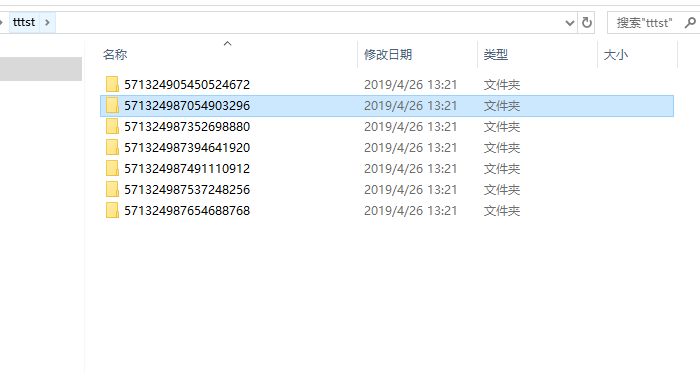 tttst
搜索"tttst"
名称 修改日期 类型 大小
571324905450524672 2019/4/26 13:21 文件夹
571324987054903296 2019/4/26 13:21 文件夹
571324987352698880 2019/4/26 13:21 文件夹
571324987394641920 2019/4/26 13:21 文件夹
571324987491110912 2019/4/26 13:21 文件夹
571324987537248256 2019/4/26 13:21 文件夹
571324987654688768 2019/4/26 13:21 文件夹